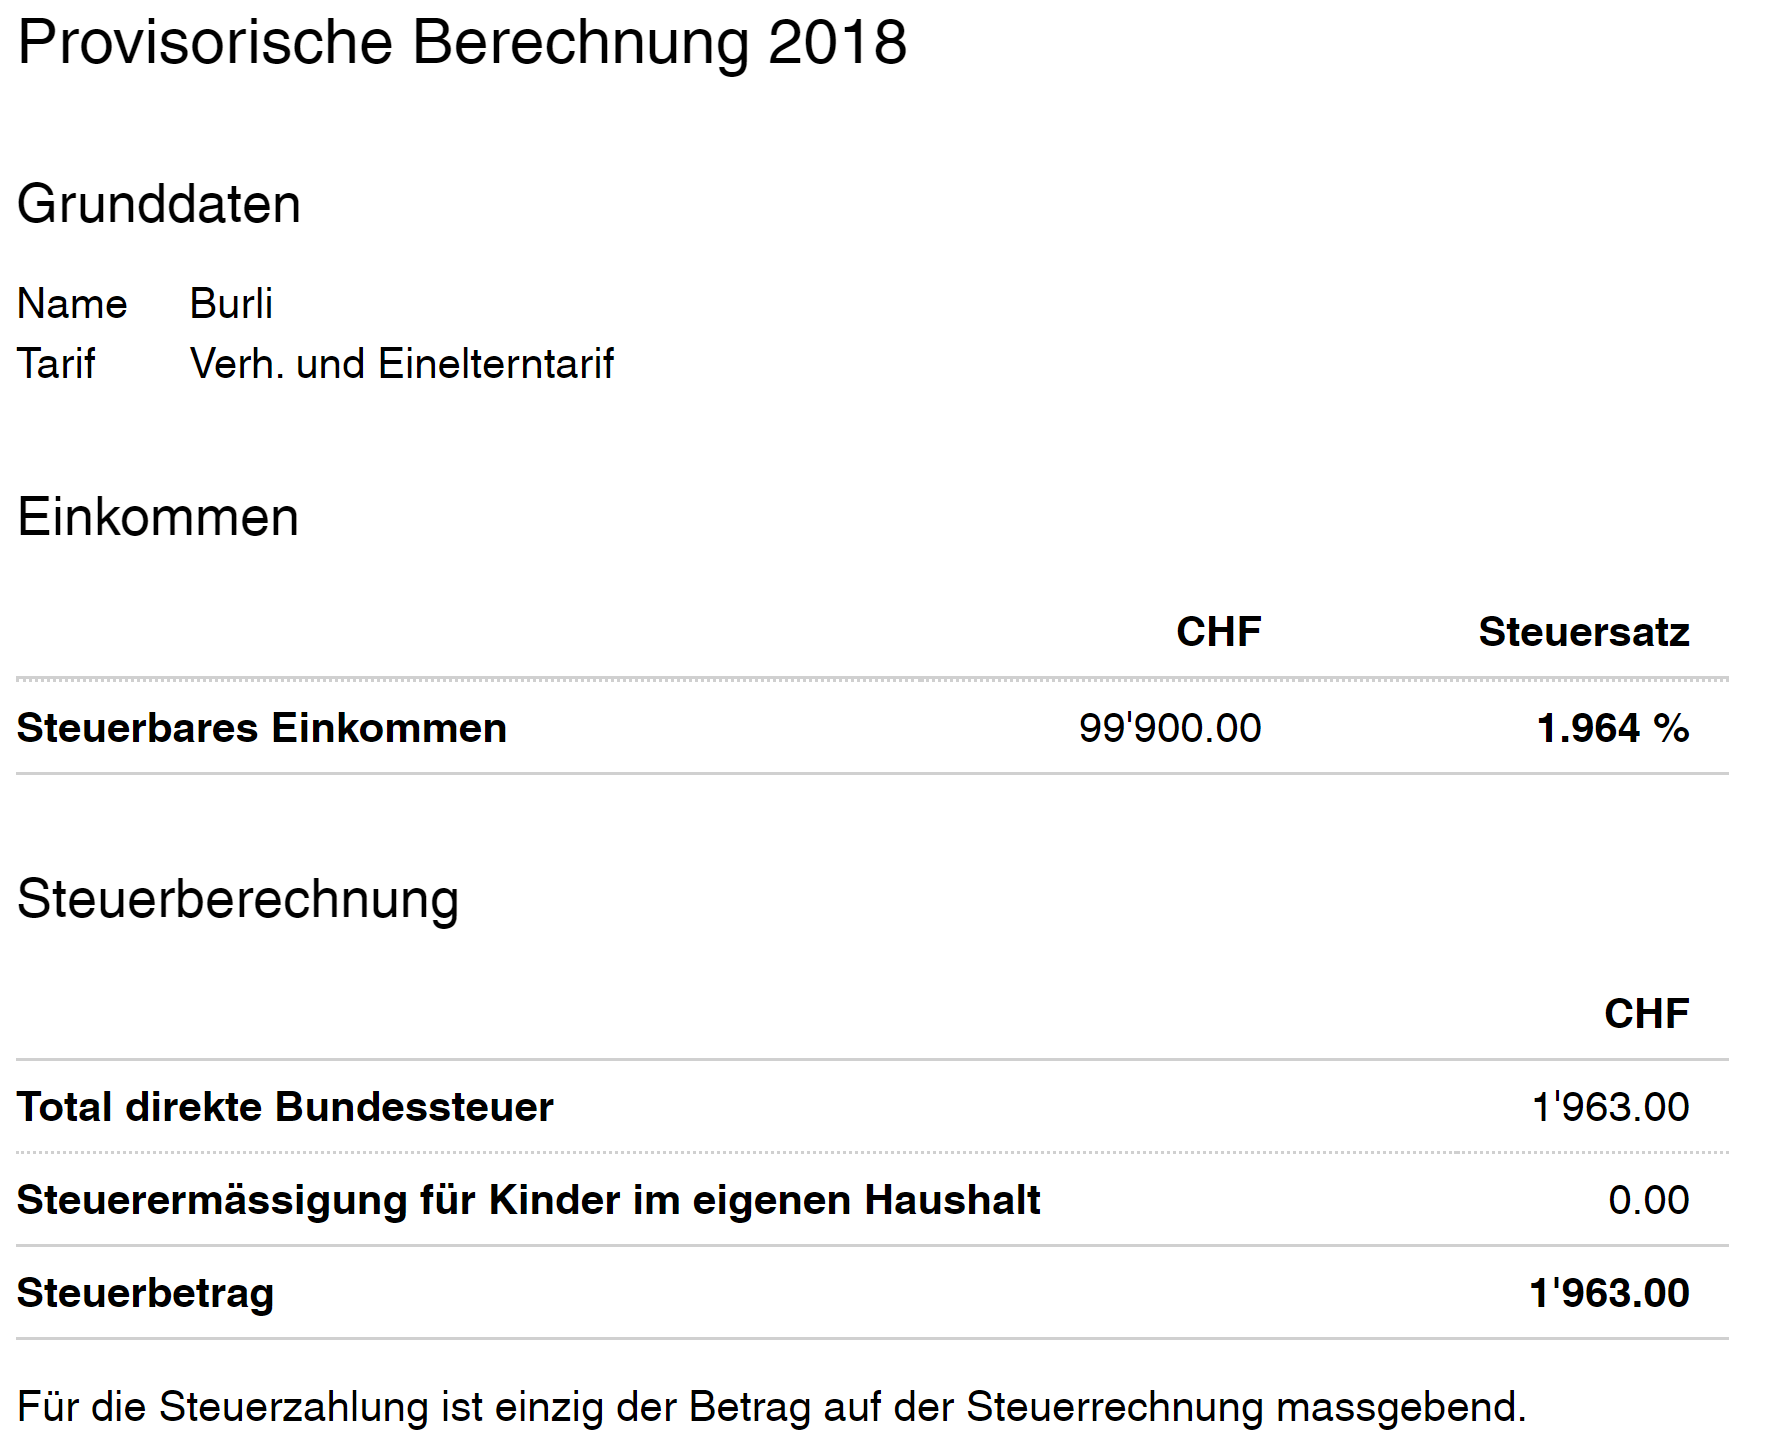 Provisorische Berechnung 2018
Grunddaten
Name Burli
Tarif Verh. und Einelterntarif
Einkommen
CHF Steuersatz
Steuerbares Einkommen 99'900.00 1.964 %
Steuerberechnung
CHF
Total direkte Bundessteuer 1'963.00
Steuerermässigung für Kinder im eigenen Haushalt 0.00
Steuerbetrag 1'963.00
Für die Steuerzahlung ist einzig der Betrag auf der Steuerrechnung massgebend.